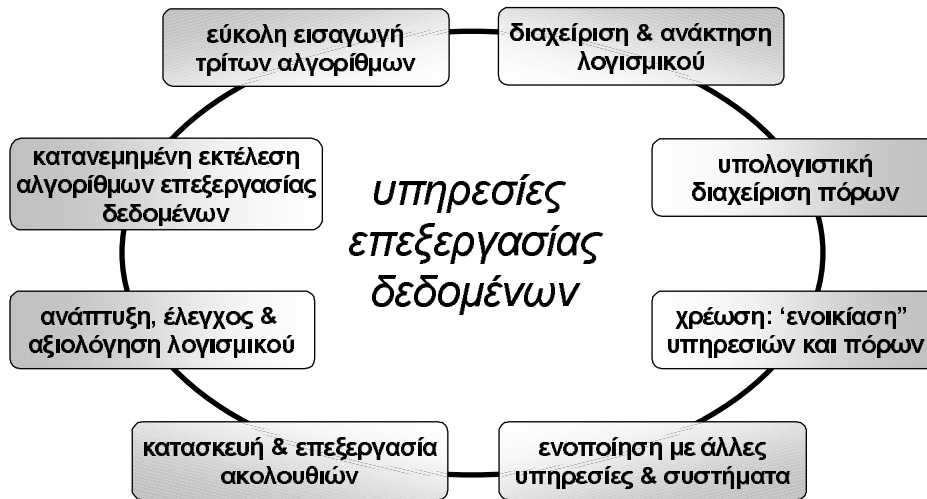 εύκολη εισαγωγή
τρίτων αλγορίθμων
διαχείριση & ανάκτηση
λογισμικού
κατανεμημένη εκτέλεση
αλγορίθμων επεξεργασίας
δεδομένων
υπολογιστική
διαχείριση πόρων
υπηρεσίες
επεξεργασίας
δεδομένων
ανάπτυξη, έλεγχος &
αξιολόγηση λογισμικού
χρέωση: ‘ενοικίαση”
υπηρεσιών και πόρων
κατασκευή & επεξεργασία
ακολουθιών
ενοποίηση με άλλες
υπηρεσίες & συστήματα